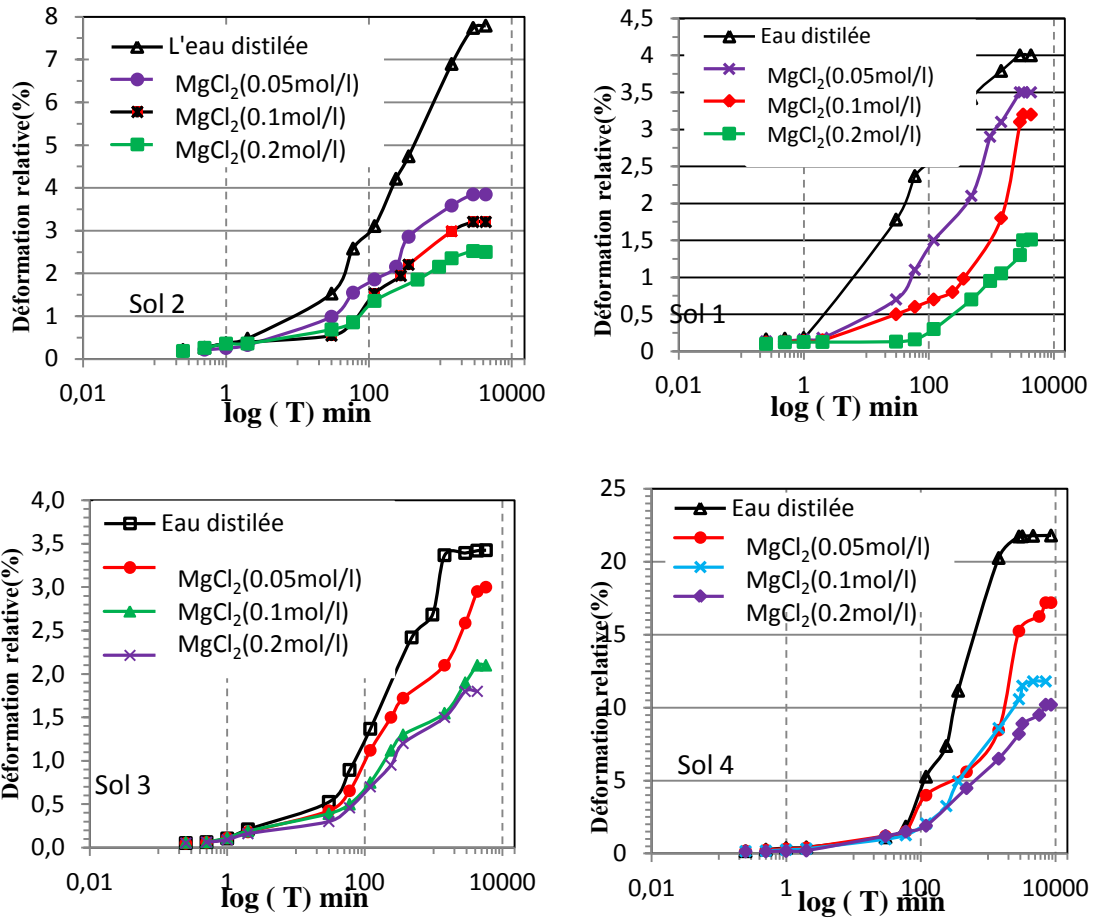 Déformation relative(%)
8
7
6
5
4
3
2
1
0
L'eau distilée
MgCl₂(0.05mol/l)
MgCl₂(0.1mol/l)
MgCl₂(0.2mol/l)
Sol 2
0,01
1
100
10000
log ( T) min
Déformation relative(%)
4,5
4
3,5
3
2,5
2
1,5
1
0,5
0
Eau distilée
MgCl₂(0.05mol/l)
MgCl₂(0.1mol/l)
MgCl₂(0.2mol/l)
Sol 1
0,01
1
100
10000
log ( T) min
Déformation relative(%)
4,0
3,5
3,0
2,5
2,0
1,5
1,0
0,5
0,0
Eau distilée
MgCl₂(0.05mol/l)
MgCl₂(0.1mol/l)
MgCl₂(0.2mol/l)
Sol 3
0,01
1
100
10000
log ( T) min
Déformation relative(%)
25
20
15
10
5
0
Eau distilée
MgCl₂(0.05mol/l)
MgCl₂(0.1mol/l)
MgCl₂(0.2mol/l)
Sol 4
0,01
1
100
10000
log ( T) min